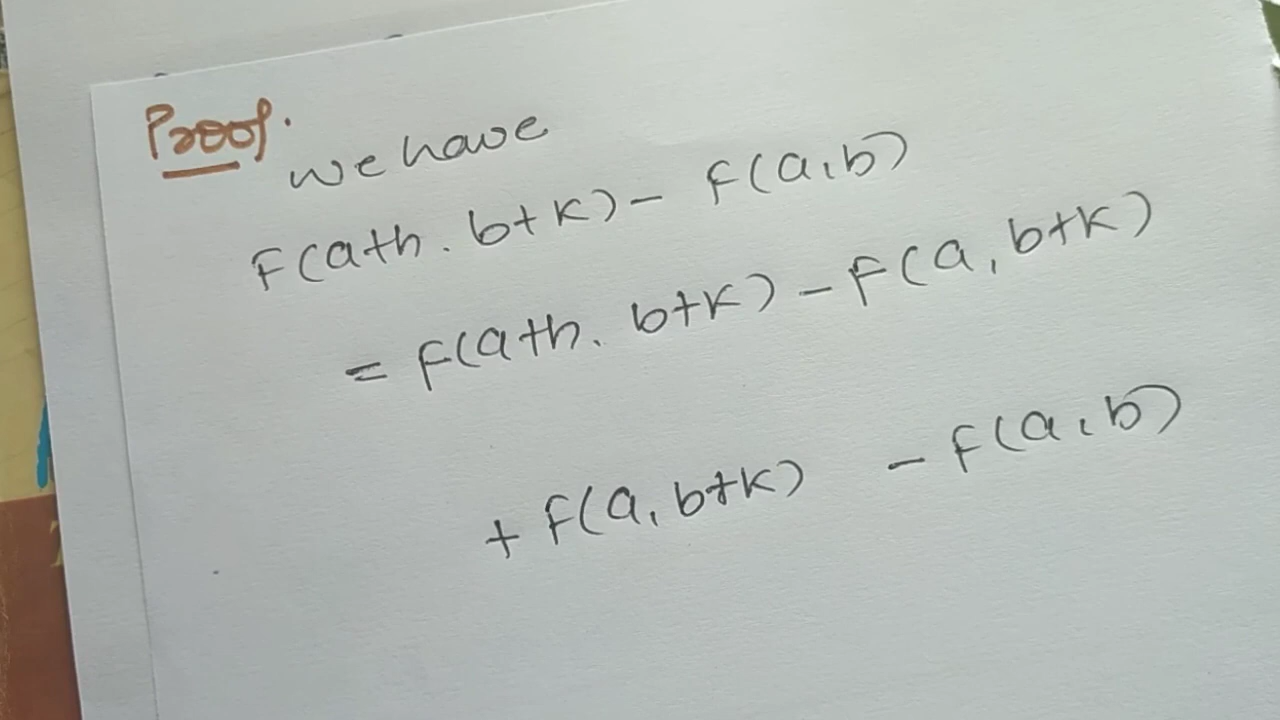 Proof.
we have
f(a+h. b+k) - f(a,b)
= f(a+h. b+k) - f(a, b+k)
+ f(a, b+k) - f(a,b)